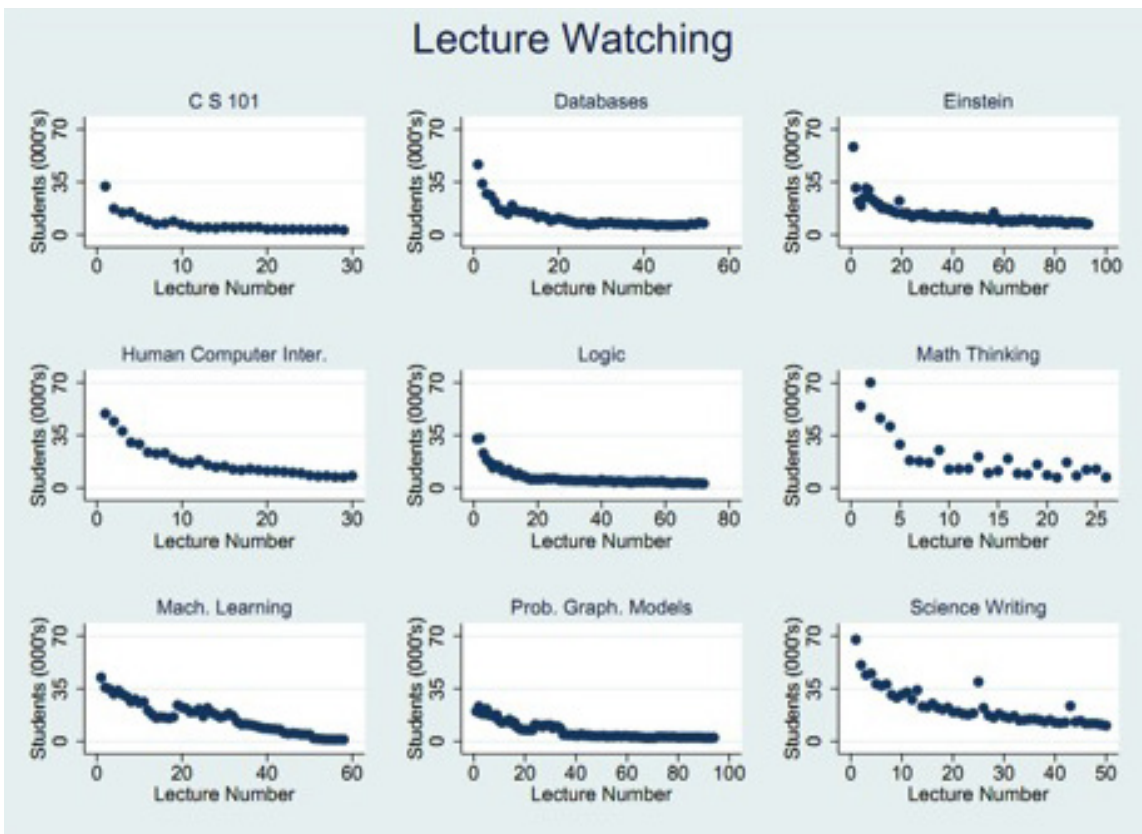 Lecture Watching
C S 101
Students (000's)
70
35
0
0 10 20 30
Lecture Number
Databases
Students (000's)
70
35
0
0 20 40 60
Lecture Number
Einstein
Students (000's)
70
35
0
0 20 40 60 80 100
Lecture Number
Human Computer Inter.
Students (000's)
70
35
0
0 10 20 30
Lecture Number
Logic
Students (000's)
70
35
0
0 20 40 60 80
Lecture Number
Math Thinking
Students (000's)
70
35
0
0 5 10 15 20 25
Lecture Number
Mach. Learning
Students (000's)
70
35
0
0 20 40 60
Lecture Number
Prob. Graph. Models
Students (000's)
70
35
0
0 20 40 60 80 100
Lecture Number
Science Writing
Students (000's)
70
35
0
0 10 20 30 40 50
Lecture Number